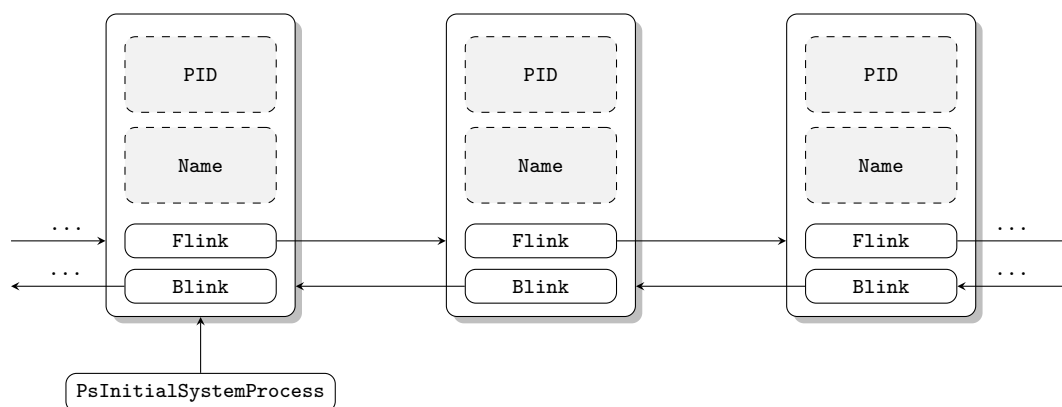 PID
PID
PID
Name
Name
Name
...
Flink
Flink
Flink
...
...
Blink
Blink
Blink
...
PsInitialSystemProcess